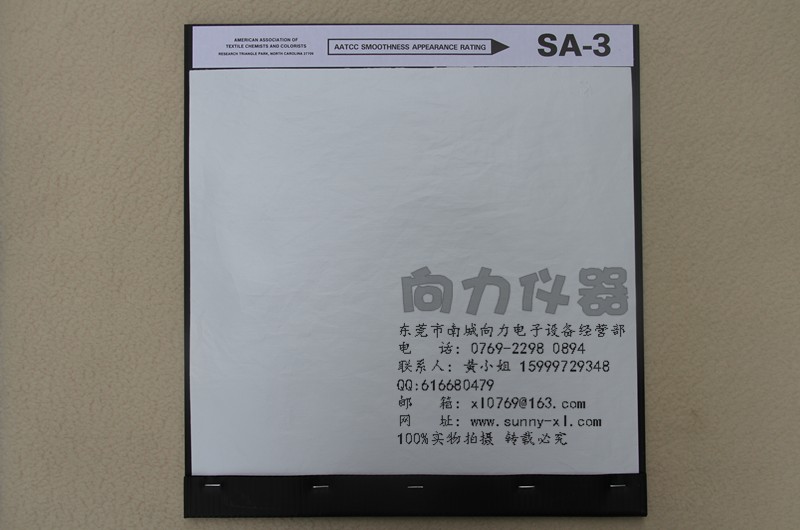 AMERICAN ASSOCIATION OF
TEXTILE CHEMISTS AND COLORISTS
RESEARCH TRIANGLE PARK, NORTH CAROLINA 27709
AATCC SMOOTHNESS APPEARANCE RATING
SA-3
向力仪器
东莞市南城向力电子设备经营部
电 话: 0769-2298 0894
联系人: 黄小姐 15999729348
QQ:616680479
邮 箱: xl0769@163.com
网 址: www.sunny-xl.com
100%实物拍摄 转载必究